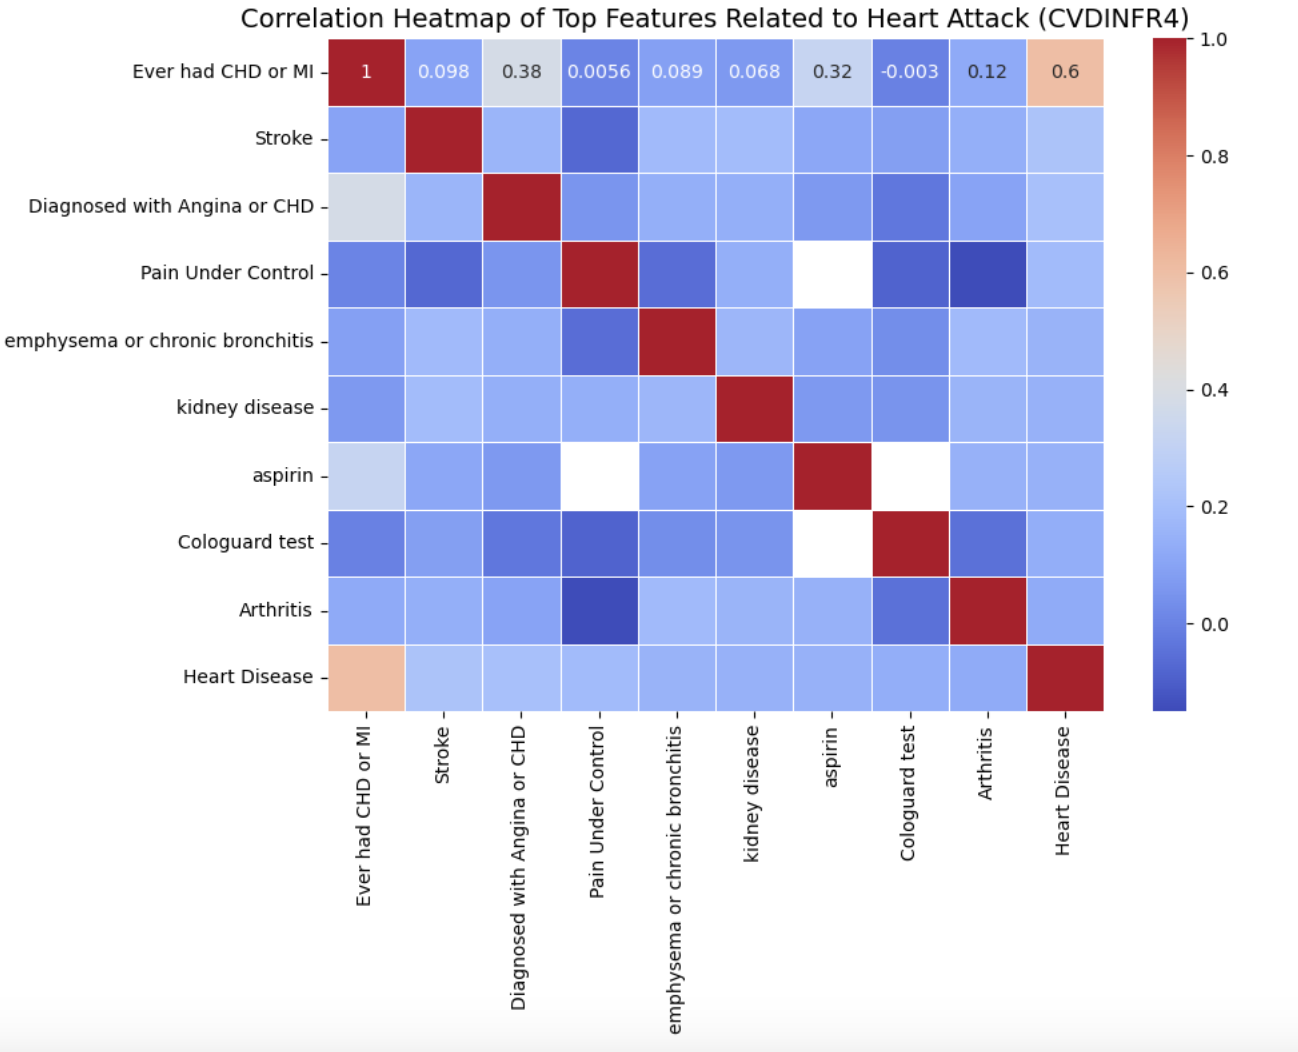 Correlation Heatmap of Top Features Related to Heart Attack (CVDINFR4)
Ever had CHD or MI
1 0.098 0.38 0.0056 0.089 0.068 0.32 -0.003 0.12 0.6
Stroke
Diagnosed with Angina or CHD
Pain Under Control
emphysema or chronic bronchitis
kidney disease
aspirin
Cologuard test
Arthritis
Heart Disease
1.0
0.8
0.6
0.4
0.2
0.0
Ever had CHD or MI
Stroke
Diagnosed with Angina or CHD
Pain Under Control
emphysema or chronic bronchitis
kidney disease
aspirin
Cologuard test
Arthritis
Heart Disease